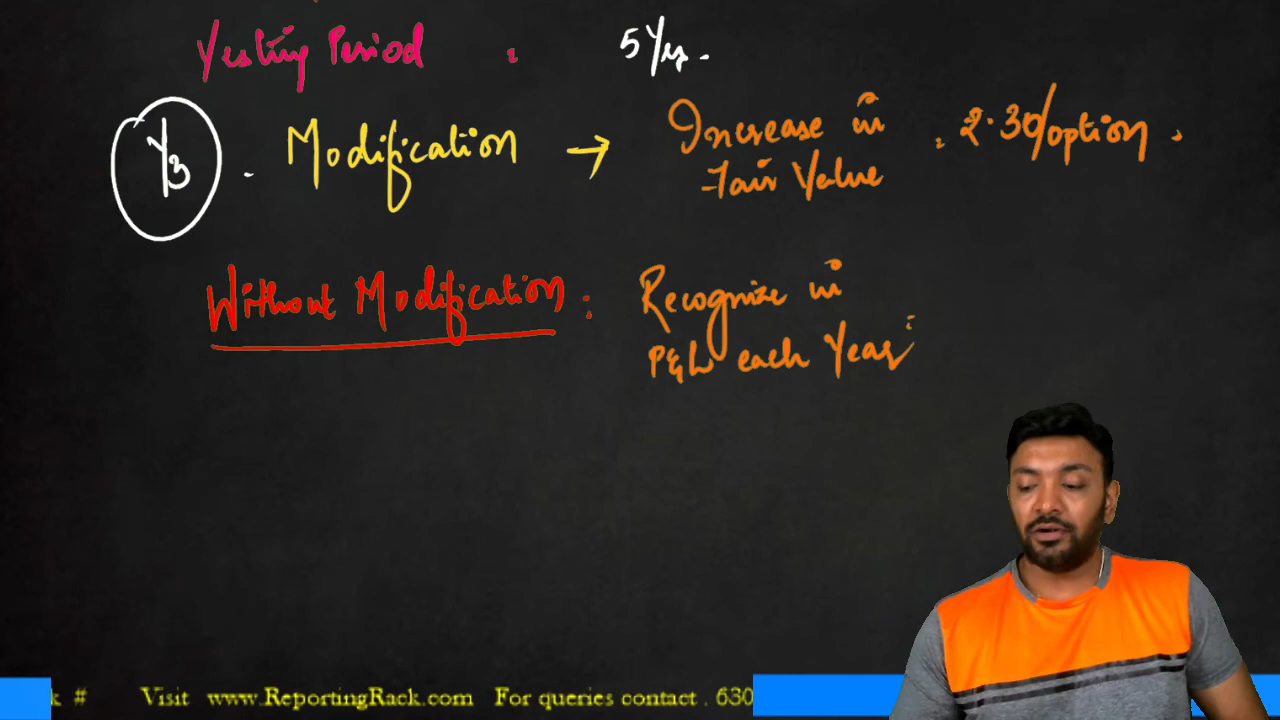 Vesting Period : 5 Yrs.
Y3 . Modification → Increase in Fair Value : 2.30/option .
Without Modification : Recognize in
P&L each Year :
k # Visit www.ReportingRack.com For queries contact . 630